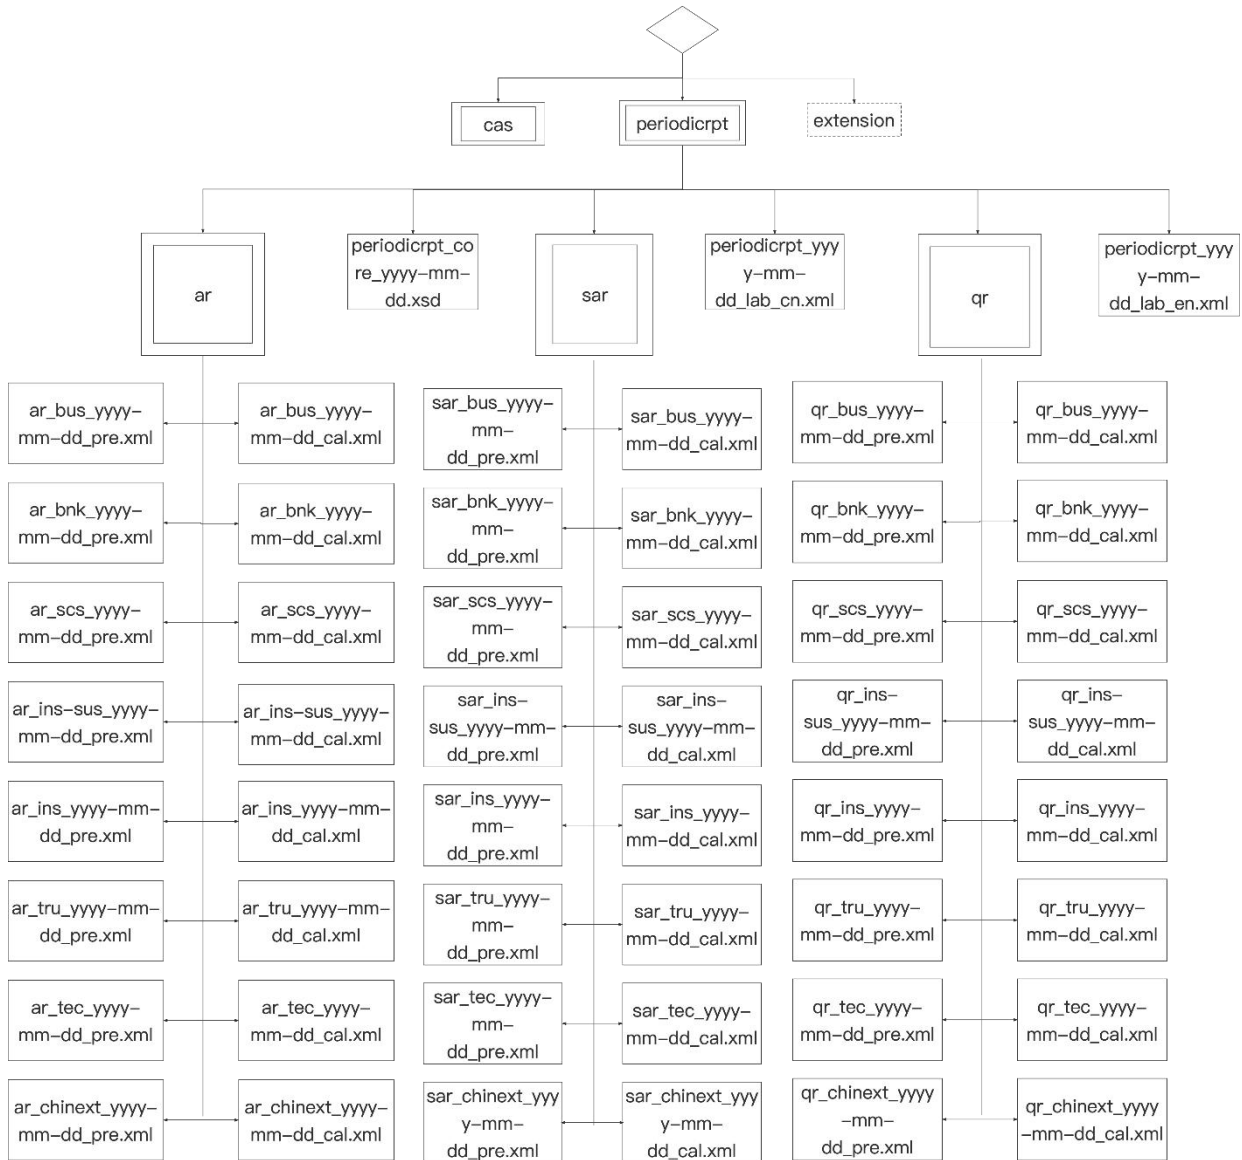 cas
periodicrpt
extension
ar
periodicrpt_co
re_yyyy-mm-
dd.xsd
sar
periodicrpt_yyy
y-mm-
dd_lab_cn.xml
qr
periodicrpt_yyy
y-mm-
dd_lab_en.xml
ar_bus_yyyy-
mm-dd_pre.xml
ar_bus_yyyy-
mm-dd_cal.xml
sar_bus_yyyy-
mm-
dd_pre.xml
sar_bus_yyyy-
mm-dd_cal.xml
qr_bus_yyyy-
mm-dd_pre.xml
qr_bus_yyyy-
mm-dd_cal.xml
ar_bnk_yyyy-
mm-dd_pre.xml
ar_bnk_yyyy-
mm-dd_cal.xml
sar_bnk_yyyy-
mm-
dd_pre.xml
sar_bnk_yyyy-
mm-dd_cal.xml
qr_bnk_yyyy-
mm-dd_pre.xml
qr_bnk_yyyy-
mm-dd_cal.xml
ar_scs_yyyy-
mm-dd_pre.xml
ar_scs_yyyy-
mm-dd_cal.xml
sar_scs_yyyy-
mm-
dd_pre.xml
sar_scs_yyyy-
mm-dd_cal.xml
qr_scs_yyyy-
mm-dd_pre.xml
qr_scs_yyyy-
mm-dd_cal.xml
ar_ins-sus_yyyy-
mm-dd_pre.xml
ar_ins-sus_yyyy-
mm-dd_cal.xml
sar_ins-
sus_yyyy-mm-
dd_pre.xml
sar_ins-
sus_yyyy-mm-
dd_cal.xml
qr_ins-
sus_yyyy-mm-
dd_pre.xml
qr_ins-
sus_yyyy-mm-
dd_cal.xml
ar_ins_yyyy-mm-
dd_pre.xml
ar_ins_yyyy-mm-
dd_cal.xml
sar_ins_yyyy-
mm-
dd_pre.xml
sar_ins_yyyy-
mm-dd_cal.xml
qr_ins_yyyy-
mm-dd_pre.xml
qr_ins_yyyy-
mm-dd_cal.xml
ar_tru_yyyy-mm-
dd_pre.xml
ar_tru_yyyy-mm-
dd_cal.xml
sar_tru_yyyy-
mm-
dd_pre.xml
sar_tru_yyyy-
mm-dd_cal.xml
qr_tru_yyyy-
mm-dd_pre.xml
qr_tru_yyyy-
mm-dd_cal.xml
ar_tec_yyyy-
mm-dd_pre.xml
ar_tec_yyyy-
mm-dd_cal.xml
sar_tec_yyyy-
mm-
dd_pre.xml
sar_tec_yyyy-
mm-dd_cal.xml
qr_tec_yyyy-
mm-dd_pre.xml
qr_tec_yyyy-
mm-dd_cal.xml
ar_chinext_yyyy-
mm-dd_pre.xml
ar_chinext_yyyy-
mm-dd_cal.xml
sar_chinext_yyy
y-mm-
dd_pre.xml
sar_chinext_yyy
y-mm-
dd_cal.xml
qr_chinext_yyyy
-mm-
dd_pre.xml
qr_chinext_yyyy
-mm-dd_cal.xml